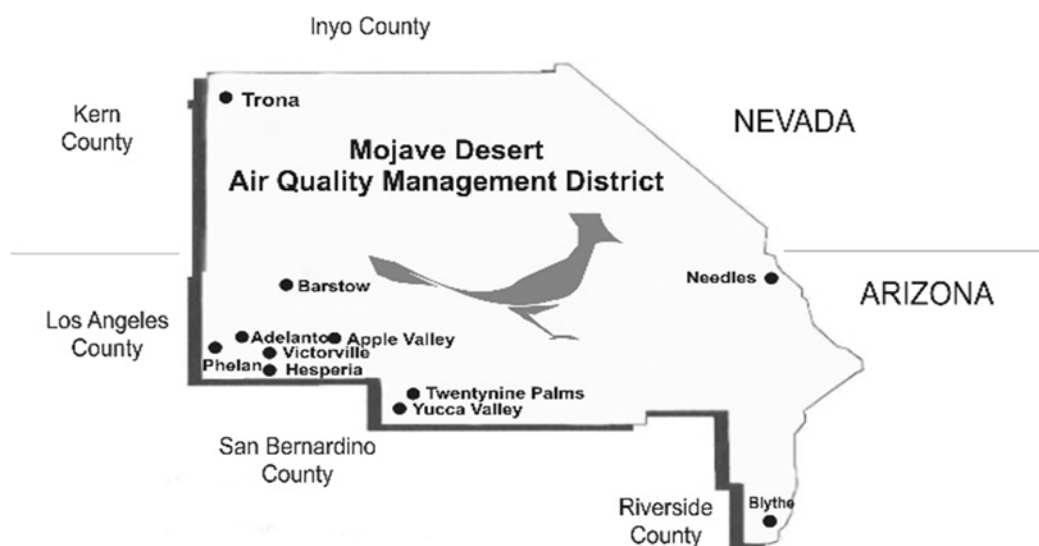 Inyo County
Kern
County
Trona
NEVADA
Mojave Desert
Air Quality Management District
Needles
ARIZONA
Barstow
Los Angeles
County
Adelanto
Apple Valley
Victorville
Phelan
Hesperia
Twentynine Palms
Yucca Valley
San Bernardino
County
Riverside
County
Blythe